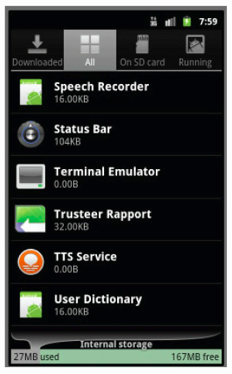 7:59
Downloaded All On SD card Running
Speech Recorder
16.00KB
Status Bar
104KB
Terminal Emulator
0.00B
Trusteer Rapport
32.00KB
TTS Service
0.00B
User Dictionary
16.00KB
Internal storage
27MB used 167MB free